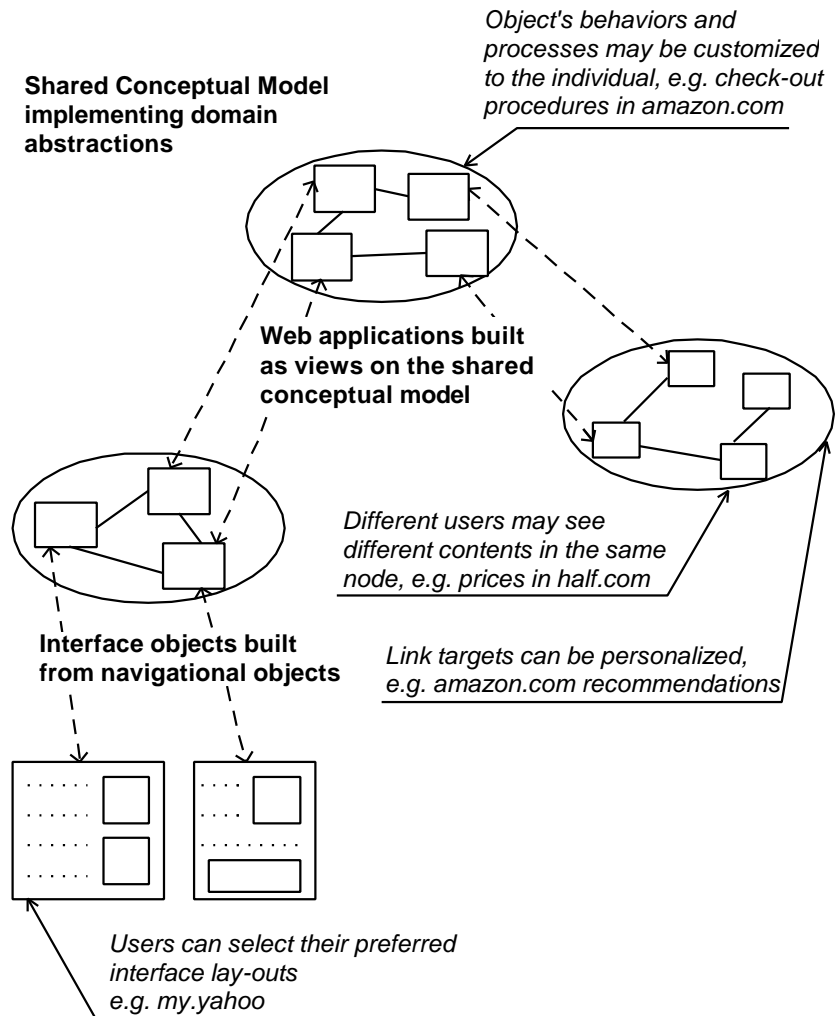 Object's behaviors and
processes may be customized
to the individual, e.g. check-out
procedures in amazon.com
Shared Conceptual Model
implementing domain
abstractions
Web applications built
as views on the shared
conceptual model
Different users may see
different contents in the same
node, e.g. prices in half.com
Interface objects built
from navigational objects
Link targets can be personalized,
e.g. amazon.com recommendations
Users can select their preferred
interface lay-outs
e.g. my.yahoo